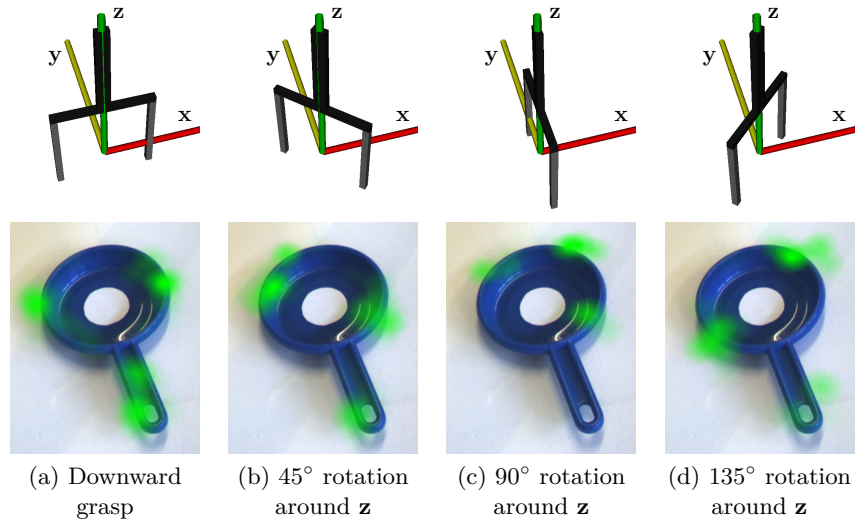 z
y
x
z
y
x
z
y
x
z
y
x
(a) Downward
grasp
(b) 45° rotation
around z
(c) 90° rotation
around z
(d) 135° rotation
around z